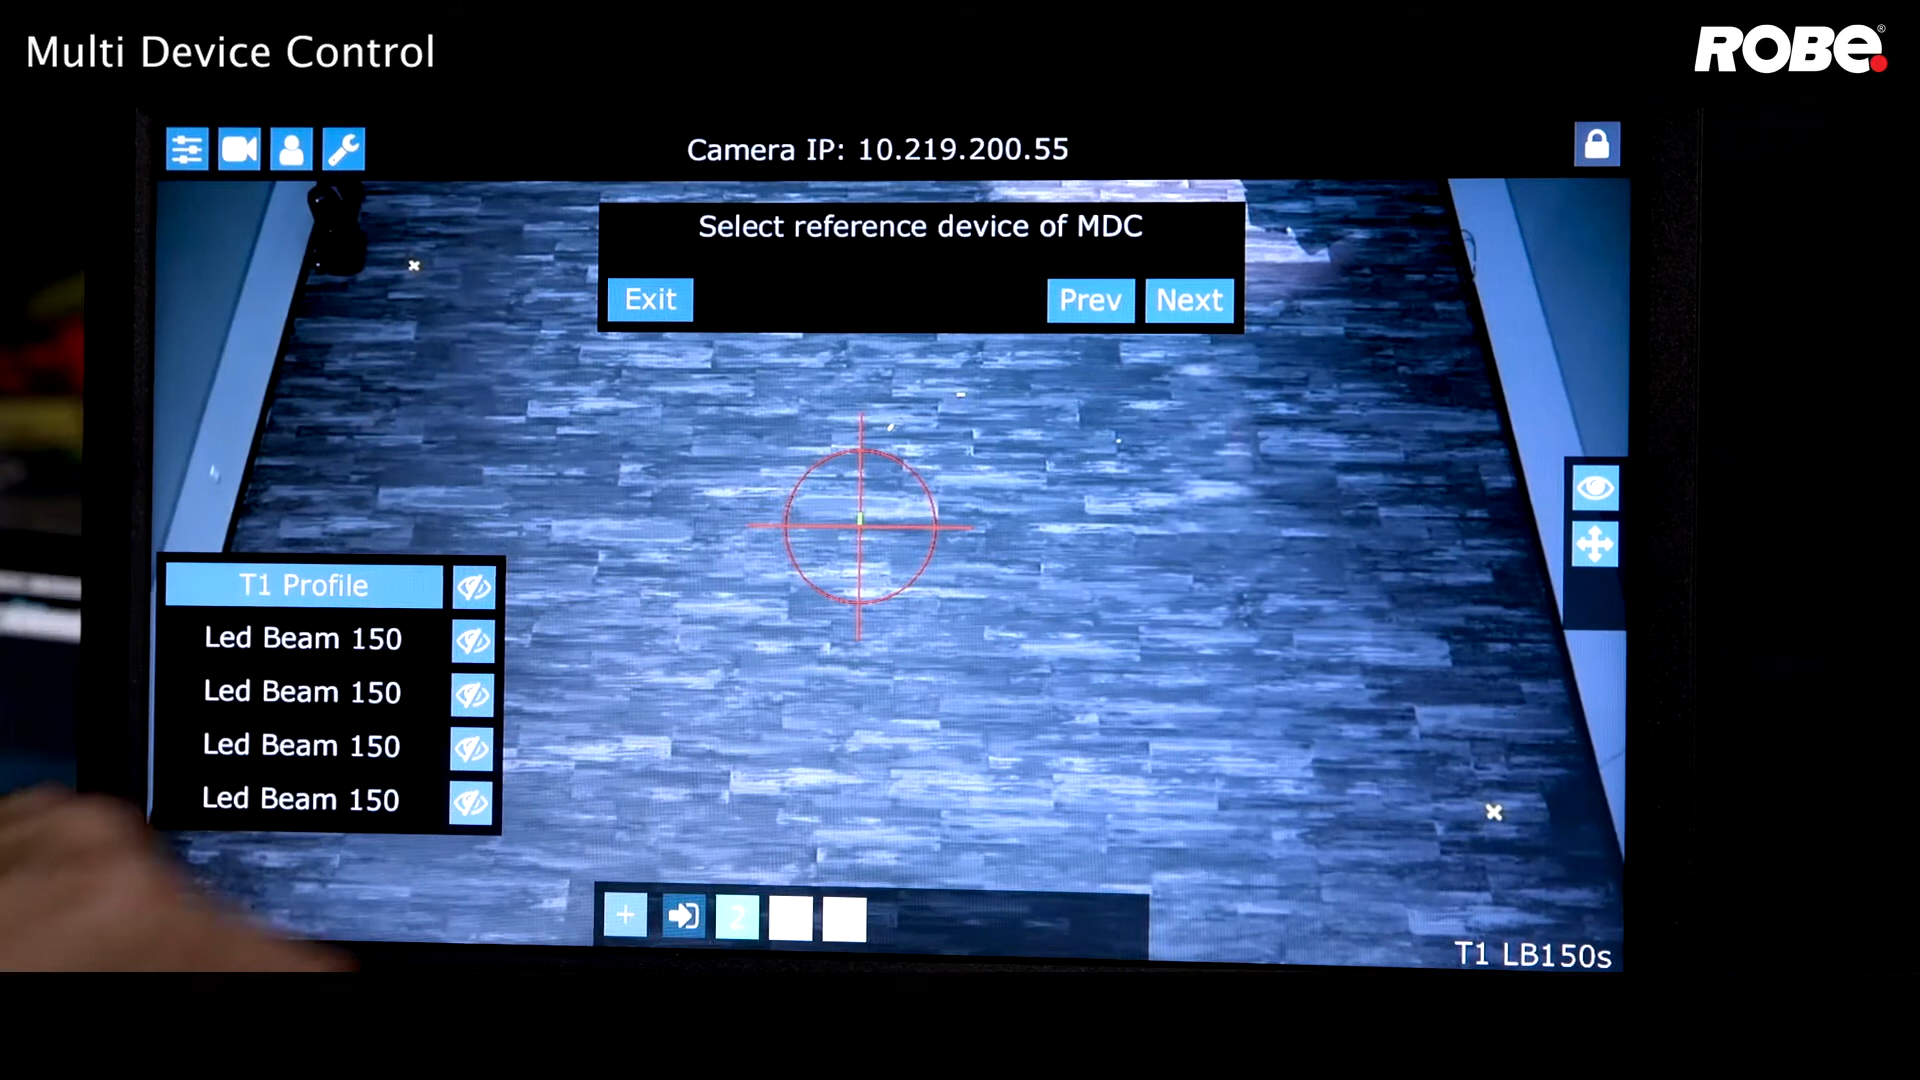 Multi Device Control
ROBE®
Camera IP: 10.219.200.55
Select reference device of MDC
Exit
Prev
Next
T1 Profile
Led Beam 150
Led Beam 150
Led Beam 150
Led Beam 150
+
2
T1 LB150s